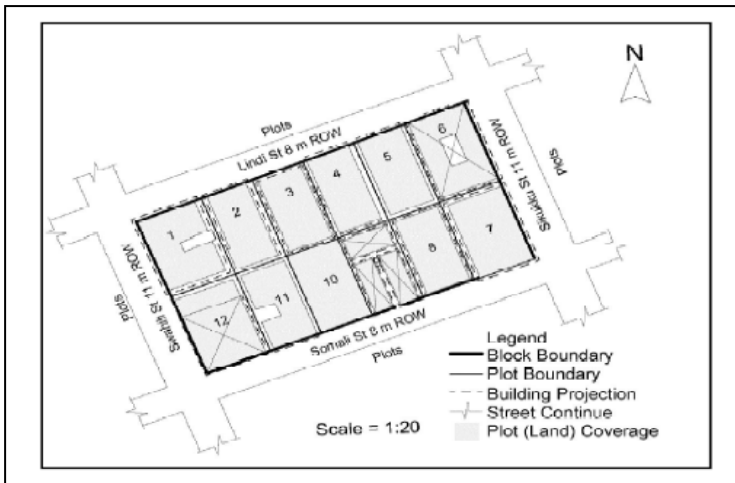 N
Plots
Lindi St 8 m ROW
6
5
4
3
2
1
Plots
Sikukuu St 11 m ROW
7
8
10
11
12
Plots
Swahili St 11 m ROW
Somali St 8 m ROW
Plots
Legend
Block Boundary
Plot Boundary
Building Projection
Street Continue
Plot (Land) Coverage
Scale = 1:20